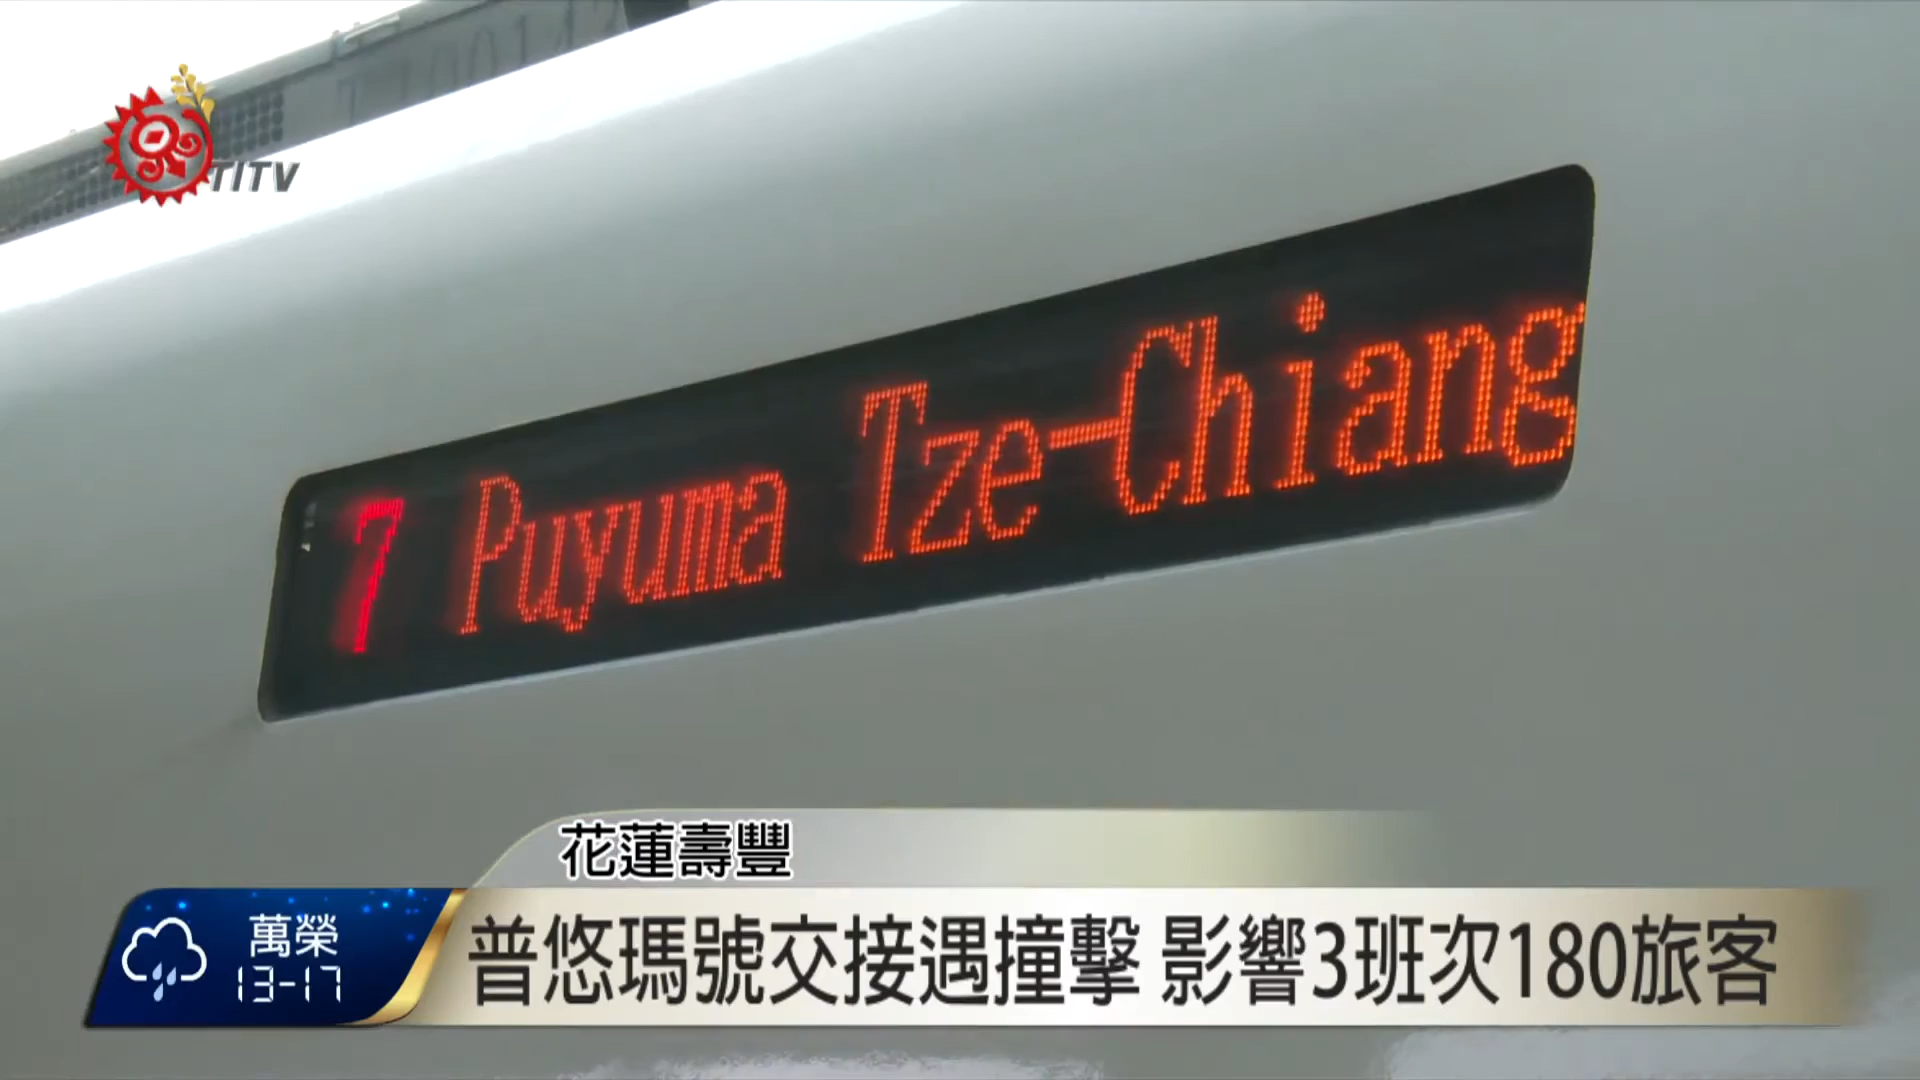 TITV
7 Puyuma Tze-Chiang
花蓮壽豐
萬榮
13-17
普悠瑪號交接遇撞擊 影響3班次180旅客